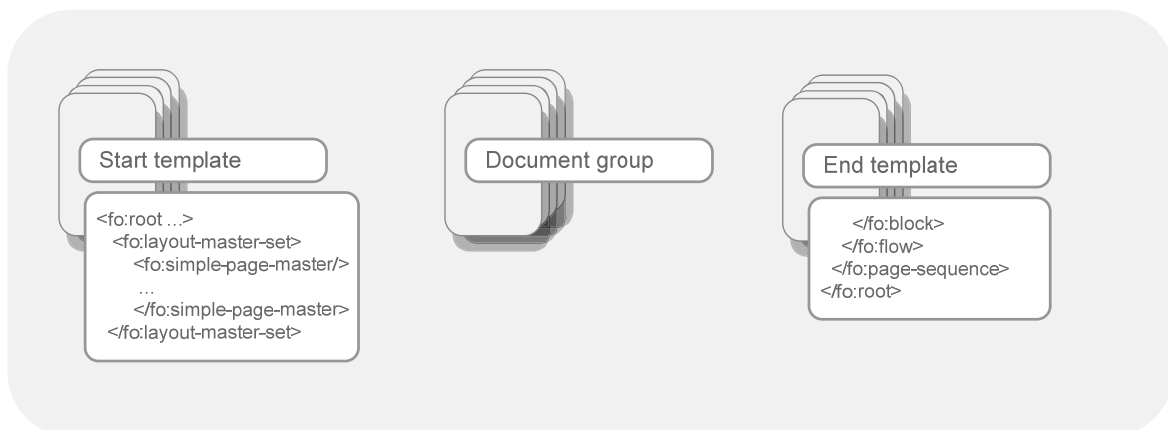 Start template
<fo:root ...>
<fo:layout-master-set>
<fo:simple-page-master/>
...
</fo:simple-page-master>
</fo:layout-master-set>
Document group
End template
</fo:block>
</fo:flow>
</fo:page-sequence>
</fo:root>